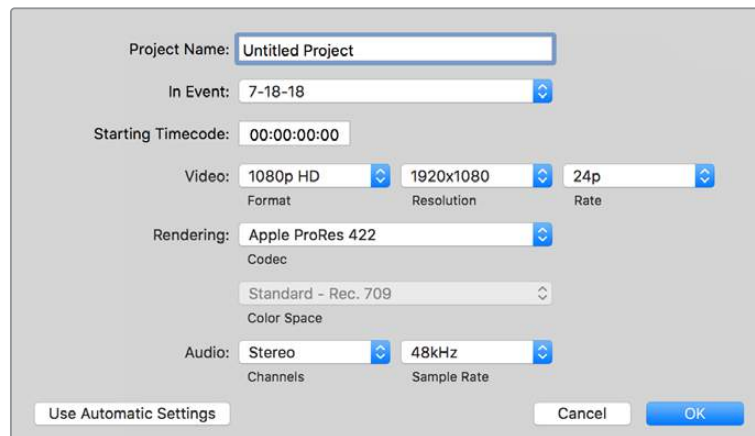 Project Name: Untitled Project
In Event: 7-18-18
Starting Timecode: 00:00:00:00
Video: 1080p HD 1920x1080 24p
Format Resolution Rate
Rendering: Apple ProRes 422
Codec
Standard - Rec. 709
Color Space
Audio: Stereo 48kHz
Channels Sample Rate
Use Automatic Settings Cancel OK